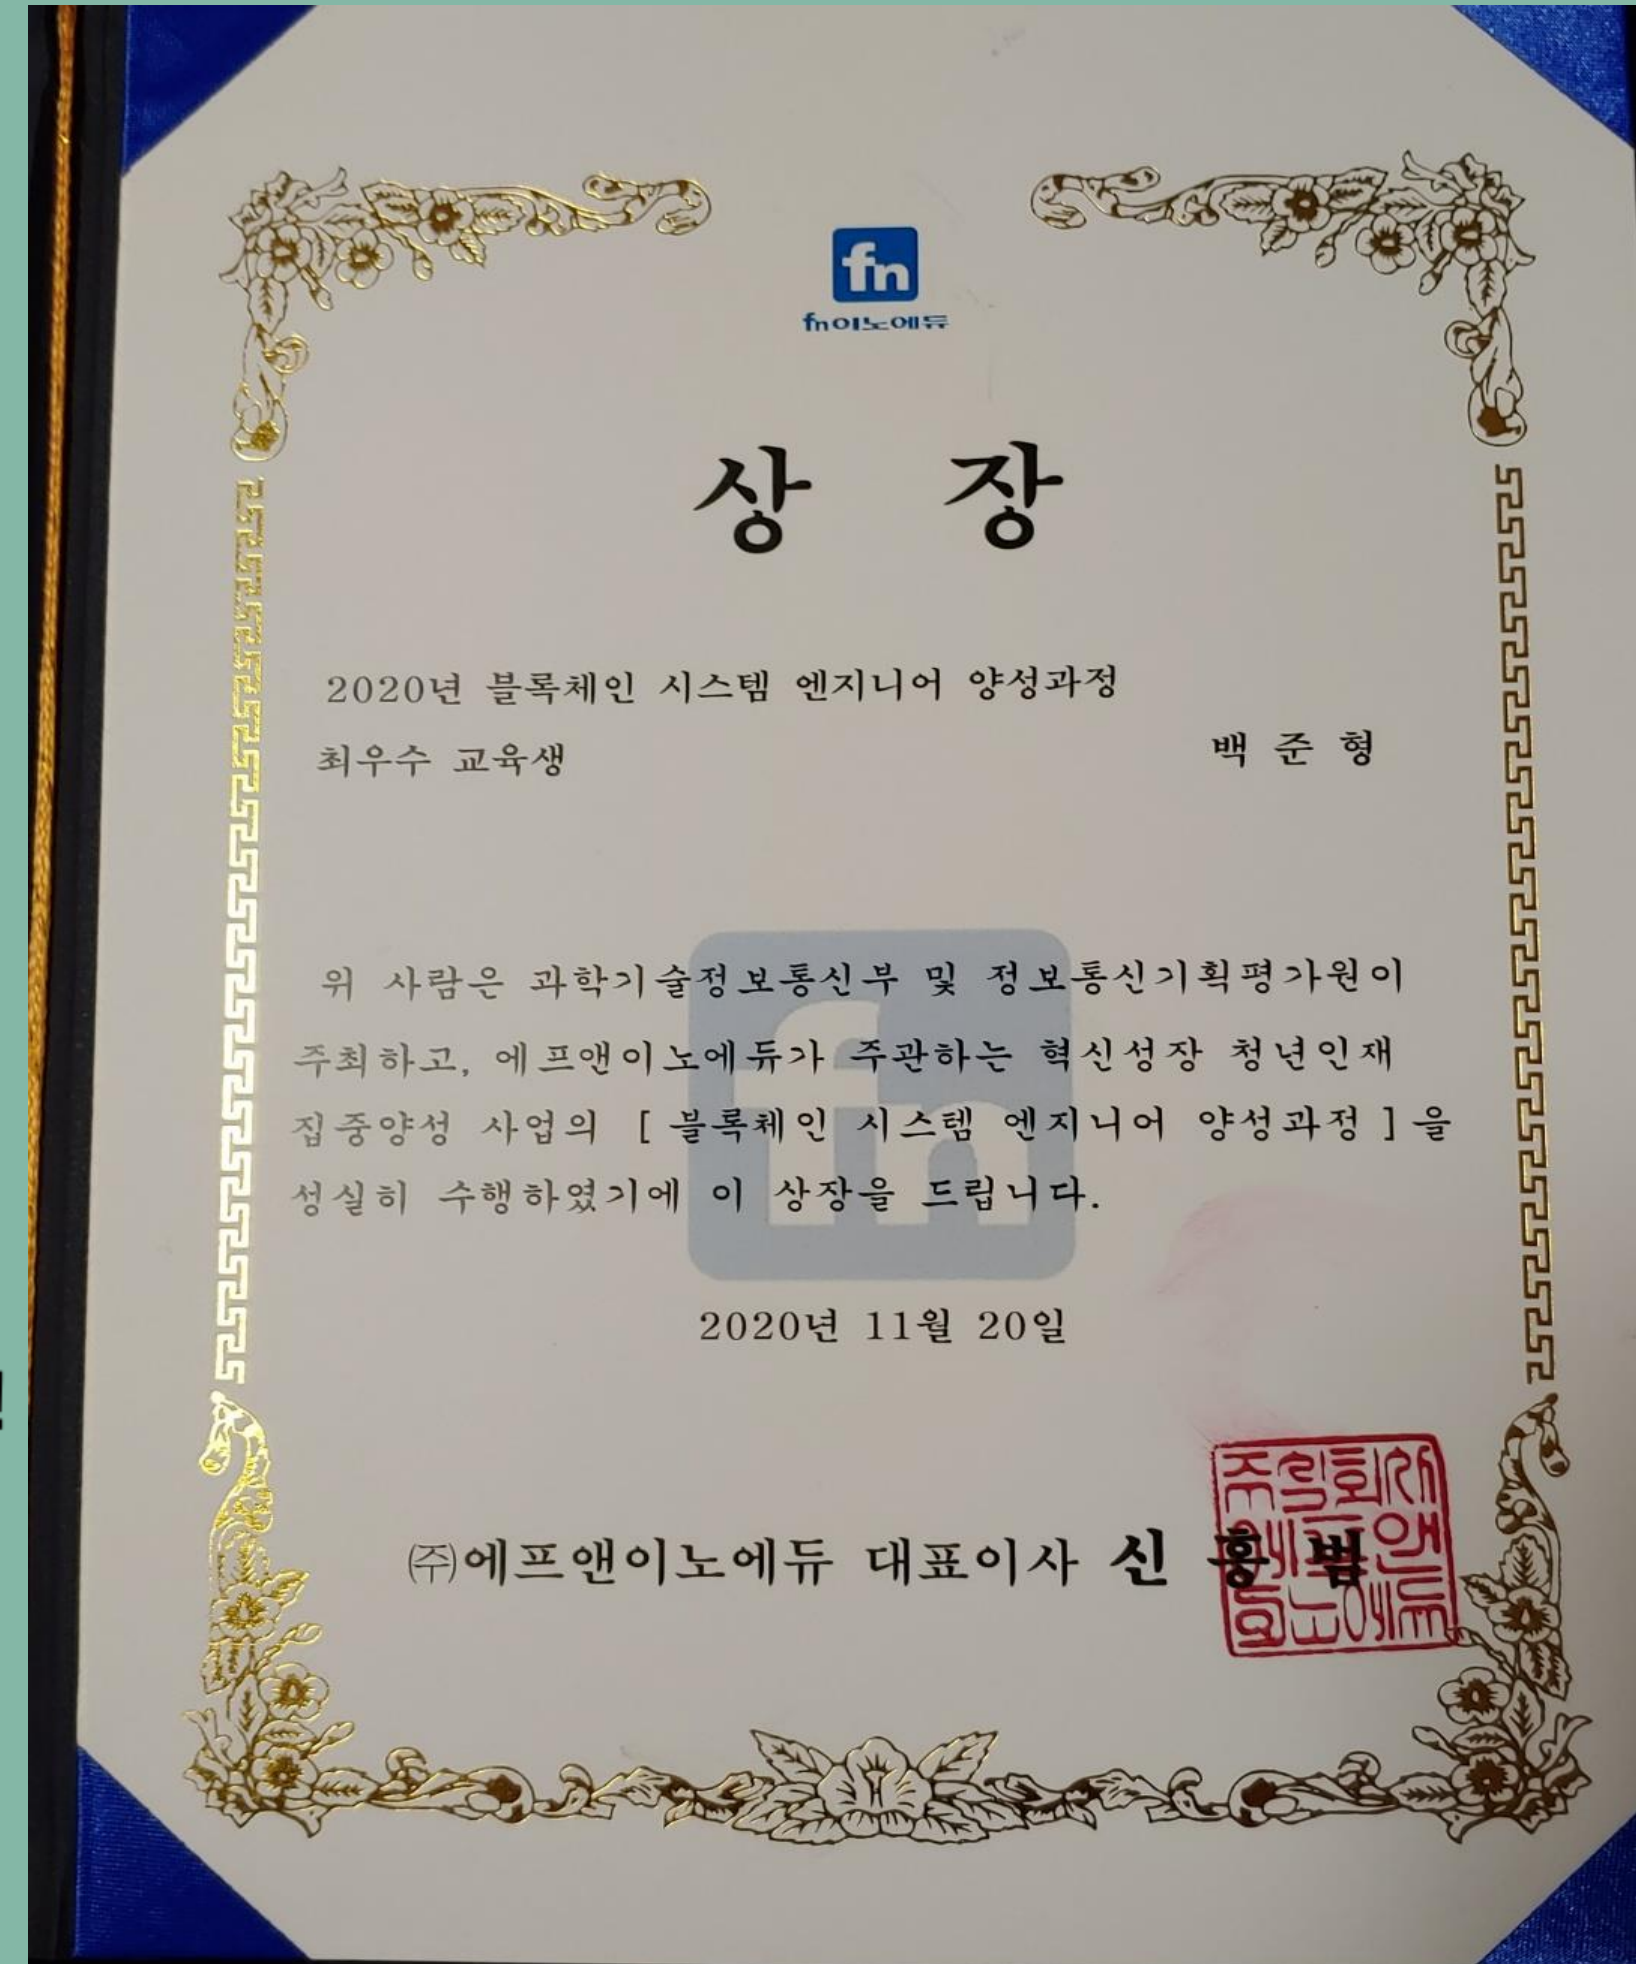 fn
fn이노에듀
상 장
2020년 블록체인 시스템 엔지니어 양성과정
최우수 교육생 백 준 형
위 사람은 과학기술정보통신부 및 정보통신기획평가원이
주최하고, 에프앤이노에듀가 주관하는 혁신성장 청년인재
집중양성 사업의 [ 블록체인 시스템 엔지니어 양성과정 ] 을
성실히 수행하였기에 이 상장을 드립니다.
fn
2020년 11월 20일
㈜에프앤이노에듀 대표이사 신 홍 범
주식회사